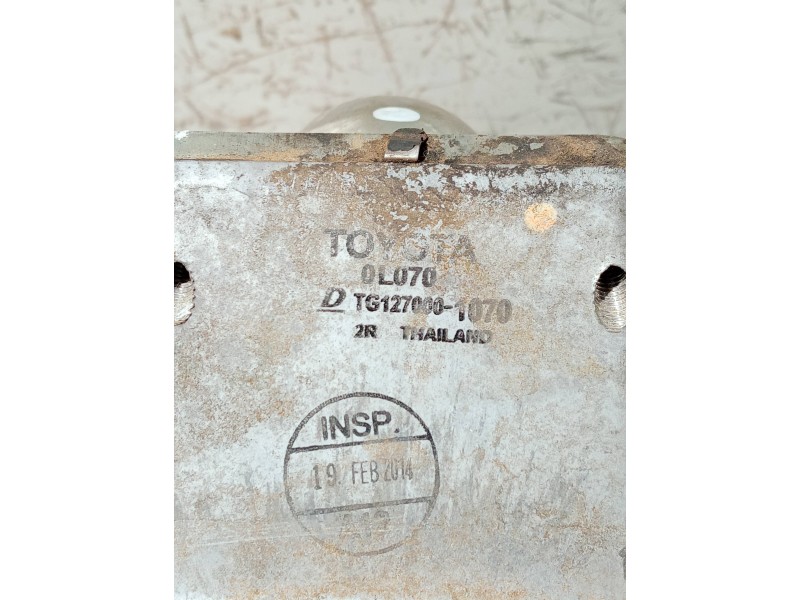 TOYOTA
0L070
D TG127000-1070
2R THAILAND
INSP.
19. FEB 2014